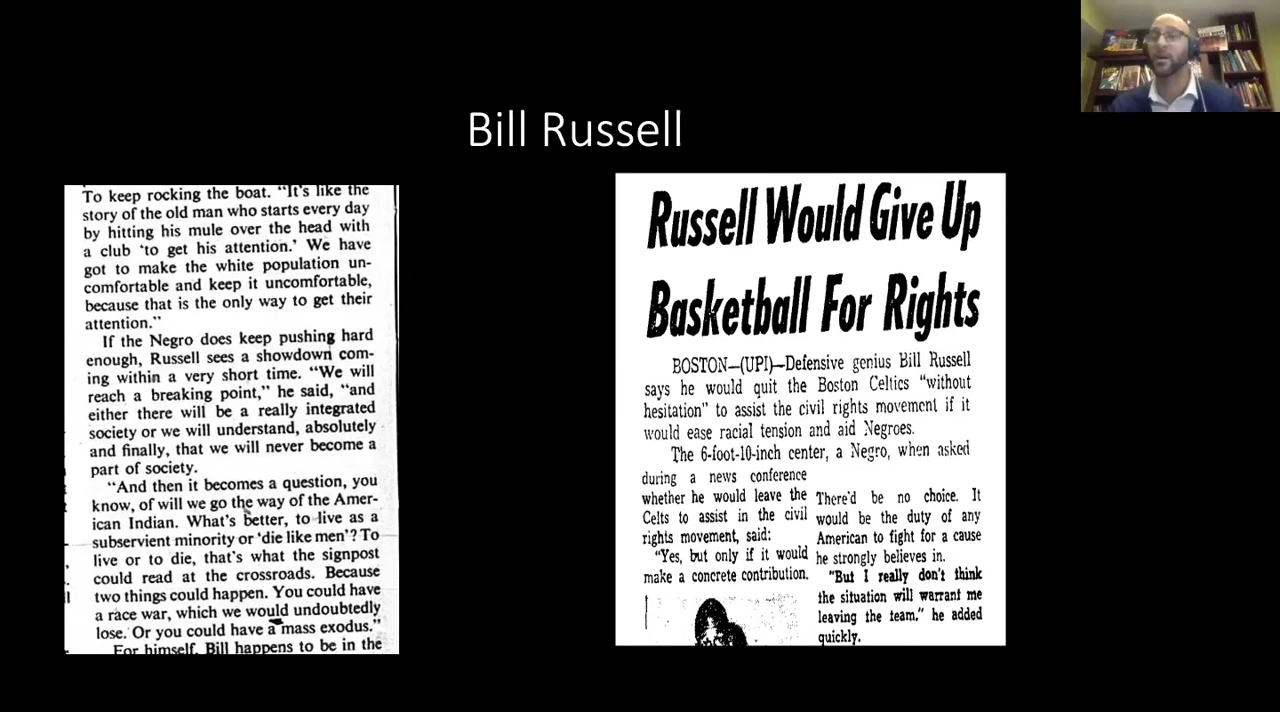 Bill Russell
To keep rocking the boat. “It's like the
story of the old man who starts every day
by hitting his mule over the head with
a club ‘to get his attention.’ We have
got to make the white population un-
comfortable and keep it uncomfortable,
because that is the only way to get their
attention.”
If the Negro does keep pushing hard
enough, Russell sees a showdown com-
ing within a very short time. “We will
reach a breaking point,” he said, “and
either there will be a really integrated
society or we will understand, absolutely
and finally, that we will never become a
part of society.
“And then it becomes a question, you
know, of will we go the way of the Amer-
ican Indian. What's better, to live as a
subservient minority or ‘die like men’? To
live or to die, that's what the signpost
could read at the crossroads. Because
two things could happen. You could have
a race war, which we would undoubtedly
lose. Or you could have a mass exodus.”
For himself, Bill happens to be in the
Russell Would Give Up
Basketball For Rights
BOSTON—(UPI)—Defensive genius Bill Russell
says he would quit the Boston Celtics “without
hesitation” to assist the civil rights movement if it
would ease racial tension and aid Negroes.
The 6-foot-10-inch center, a Negro, when asked
during a news conference
whether he would leave the
Celts to assist in the civil
rights movement, said:
“Yes, but only if it would
make a concrete contribution.
There'd be no choice. It
would be the duty of any
American to fight for a cause
he strongly believes in.
“But I really don't think
the situation will warrant me
leaving the team,” he added
quickly.